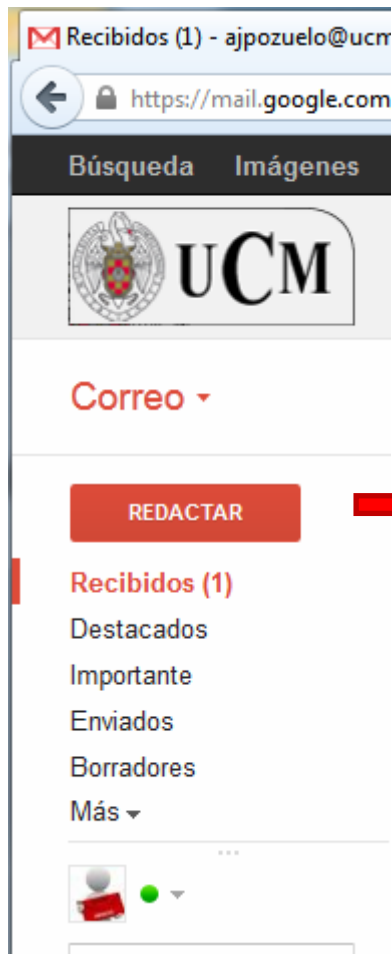 Recibidos (1) - ajpozuelo@ucm
https://mail.google.com
Búsqueda Imágenes
UCM
Correo
REDACTAR
Recibidos (1)
Destacados
Importante
Enviados
Borradores
Más